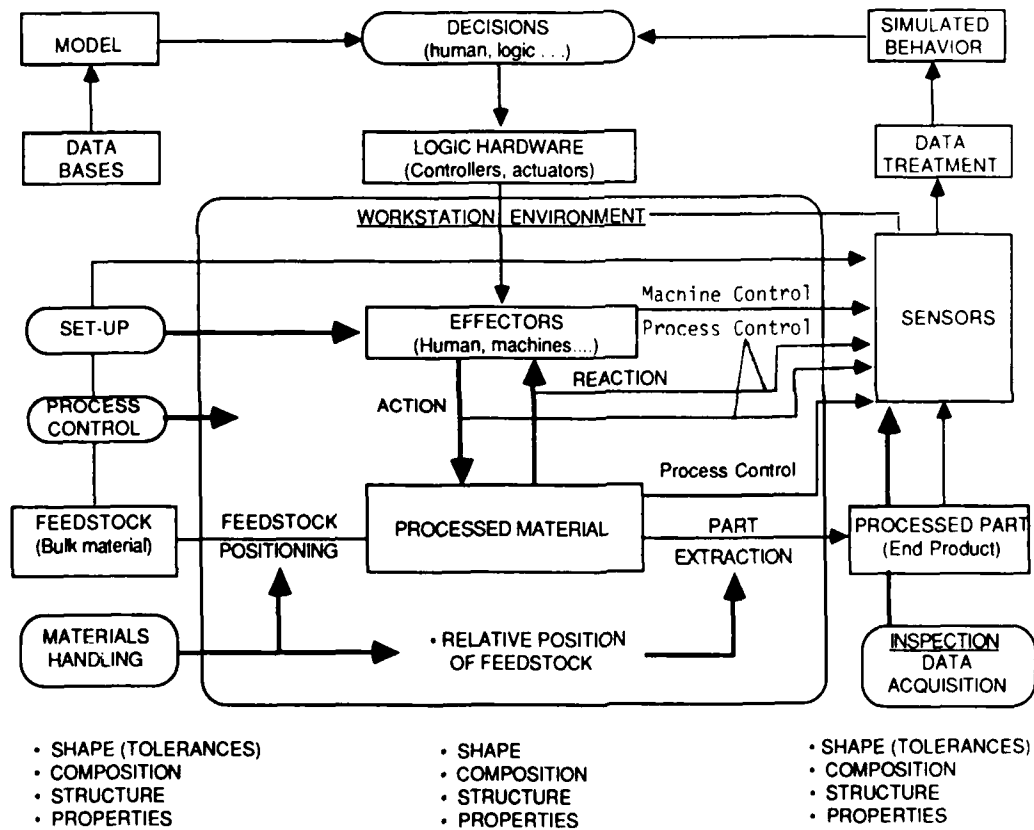 MODEL
DECISIONS
(human, logic . . .)
SIMULATED
BEHAVIOR
DATA
BASES
LOGIC HARDWARE
(Controllers, actuators)
DATA
TREATMENT
WORKSTATION ENVIRONMENT
SET-UP
EFFECTORS
(Human, machines....)
Machine Control
Process Control
SENSORS
REACTION
ACTION
PROCESS
CONTROL
Process Control
FEEDSTOCK
(Bulk material)
FEEDSTOCK
POSITIONING
PROCESSED MATERIAL
PART
EXTRACTION
PROCESSED PART
(End Product)
MATERIALS
HANDLING
• RELATIVE POSITION
OF FEEDSTOCK
INSPECTION
DATA
ACQUISITION
• SHAPE (TOLERANCES)
• COMPOSITION
• STRUCTURE
• PROPERTIES
• SHAPE
• COMPOSITION
• STRUCTURE
• PROPERTIES
• SHAPE (TOLERANCES)
• COMPOSITION
• STRUCTURE
• PROPERTIES